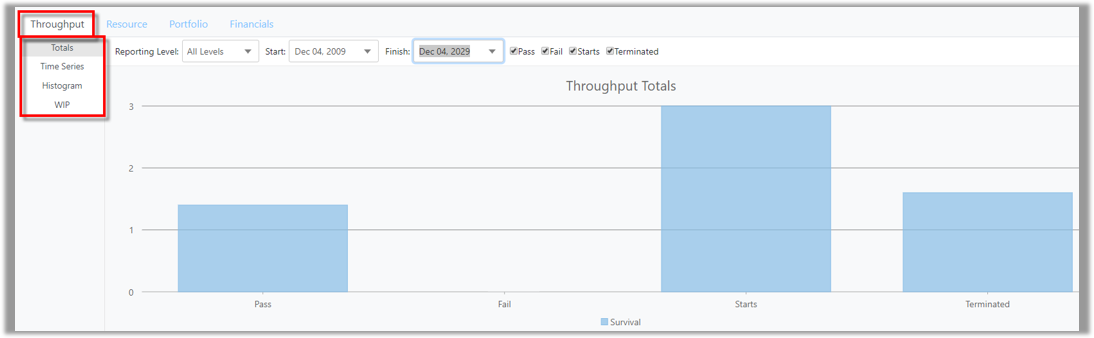 Throughput Resource Portfolio Financials
Totals
Time Series
Histogram
WIP
Reporting Level: All Levels Start: Dec 04, 2009 Finish: Dec 04, 2029 Pass Fail Starts Terminated
Throughput Totals
3
2
1
0
Pass Fail Starts Terminated
Survival